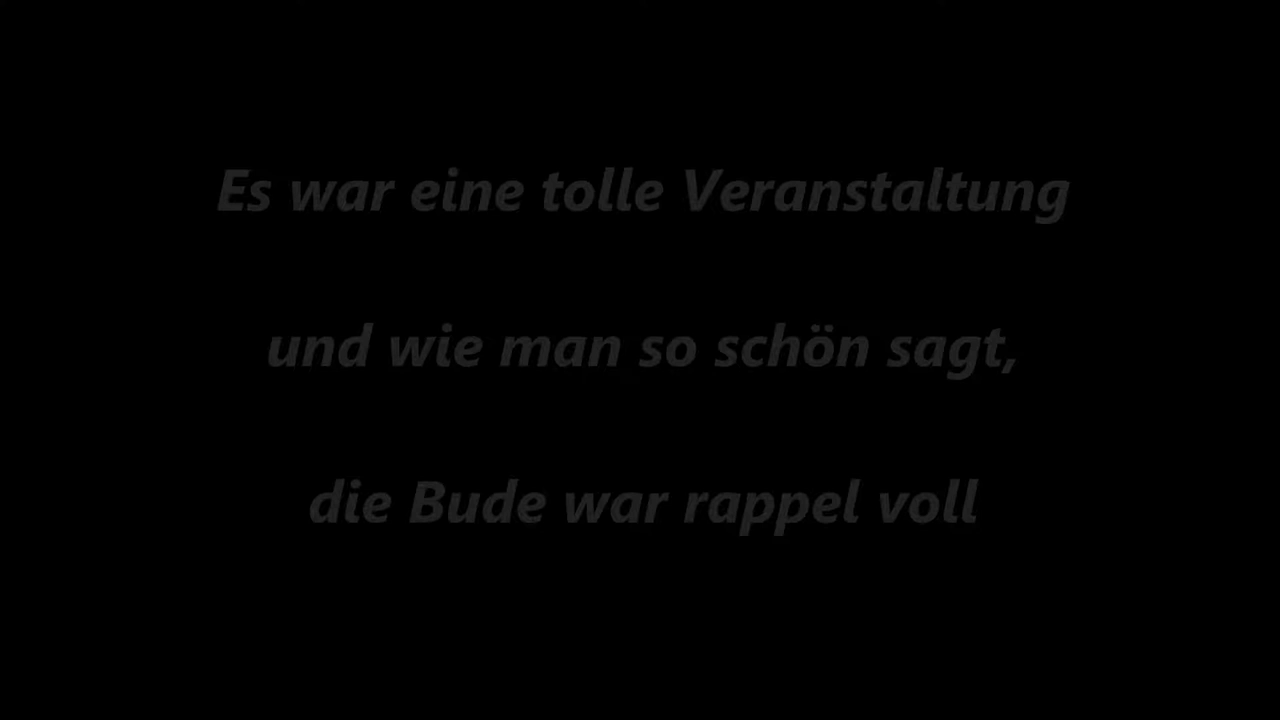 Es war eine tolle Veranstaltung
und wie man so schön sagt,
die Bude war rappel voll